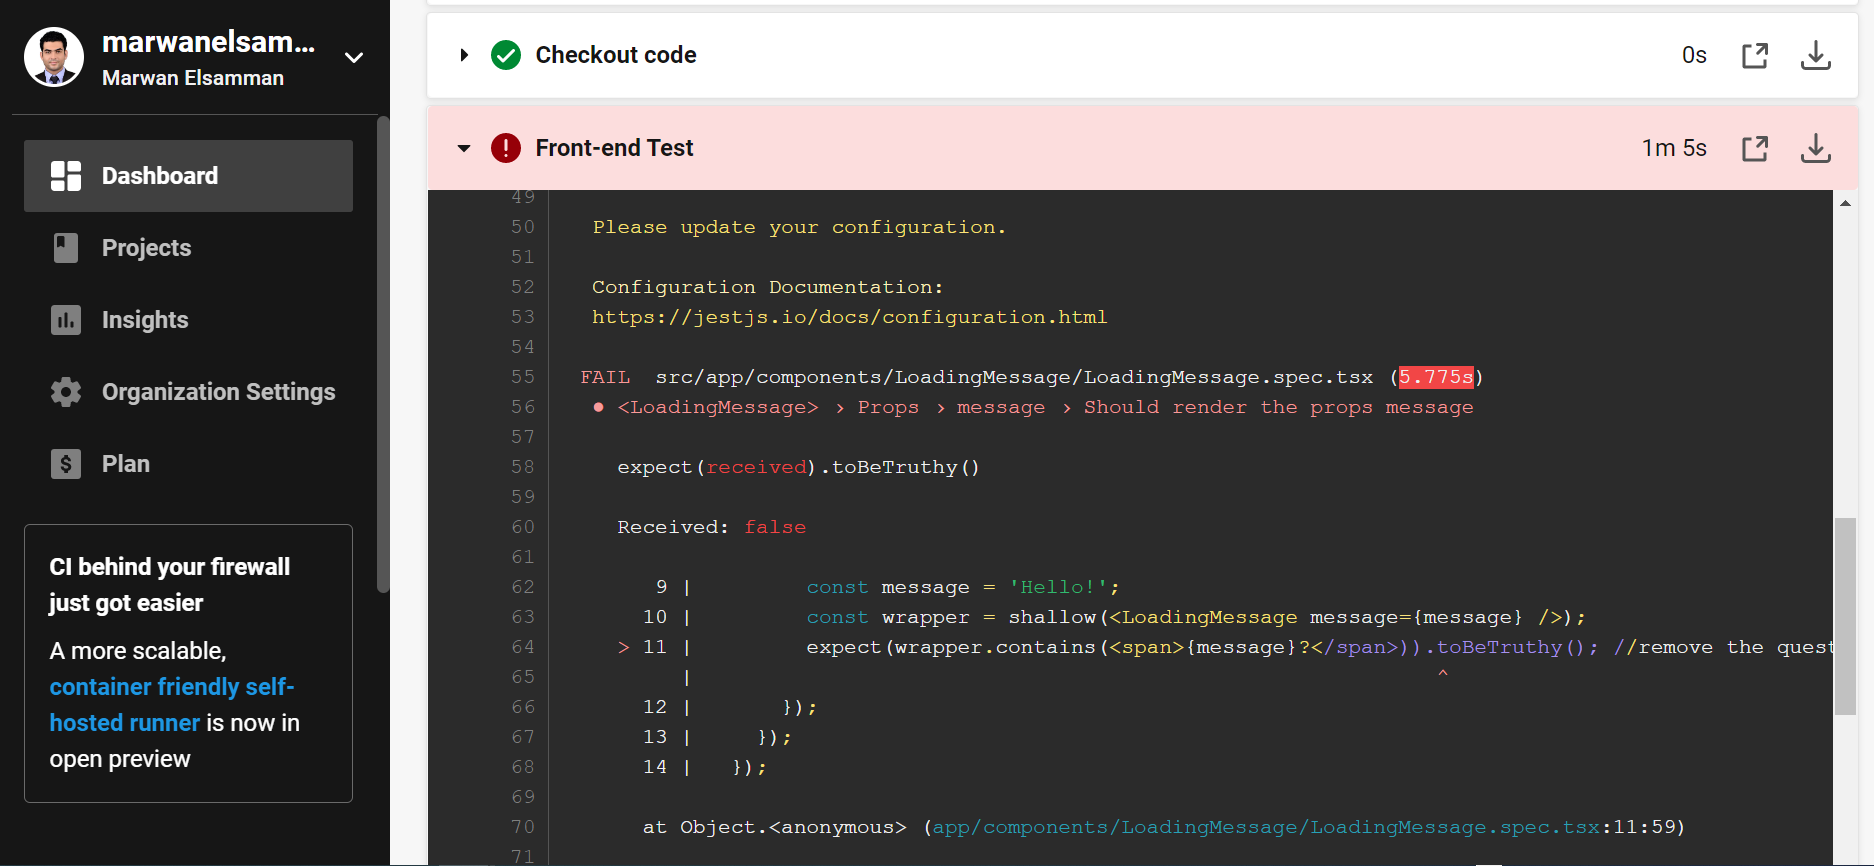 marwanelsam...
Marwan Elsamman
Dashboard
Projects
Insights
Organization Settings
Plan
CI behind your firewall
just got easier
A more scalable,
container friendly self-
hosted runner is now in
open preview
Checkout code
0s
Front-end Test
1m 5s
49
50 Please update your configuration.
51
52 Configuration Documentation:
53 https://jestjs.io/docs/configuration.html
54
55 FAIL src/app/components/LoadingMessage/LoadingMessage.spec.tsx (5.775s)
56 ● <LoadingMessage> › Props › message › Should render the props message
57
58 expect(received).toBeTruthy()
59
60 Received: false
61
62 9 | const message = 'Hello!';
63 10 | const wrapper = shallow(<LoadingMessage message={message} />);
64 > 11 | expect(wrapper.contains(<span>{message}?</span>)).toBeTruthy(); //remove the quest
65 | ^
66 12 | });
67 13 | });
68 14 | });
69
70 at Object.<anonymous> (app/components/LoadingMessage/LoadingMessage.spec.tsx:11:59)
71